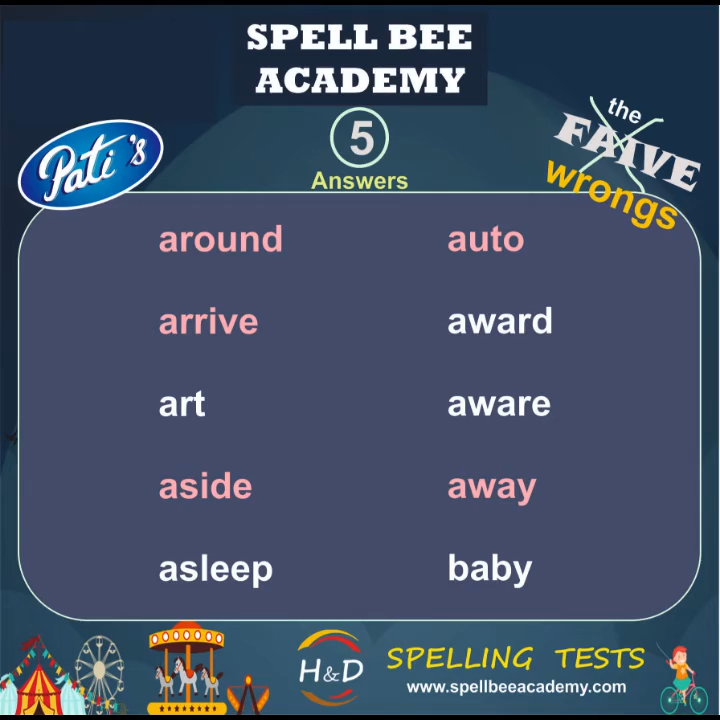 SPELL BEE
ACADEMY
Pati's
5
Answers
the
FAIVE
wrongs
around auto
arrive award
art aware
aside away
asleep baby
H&D
SPELLING TESTS
www.spellbeeacademy.com